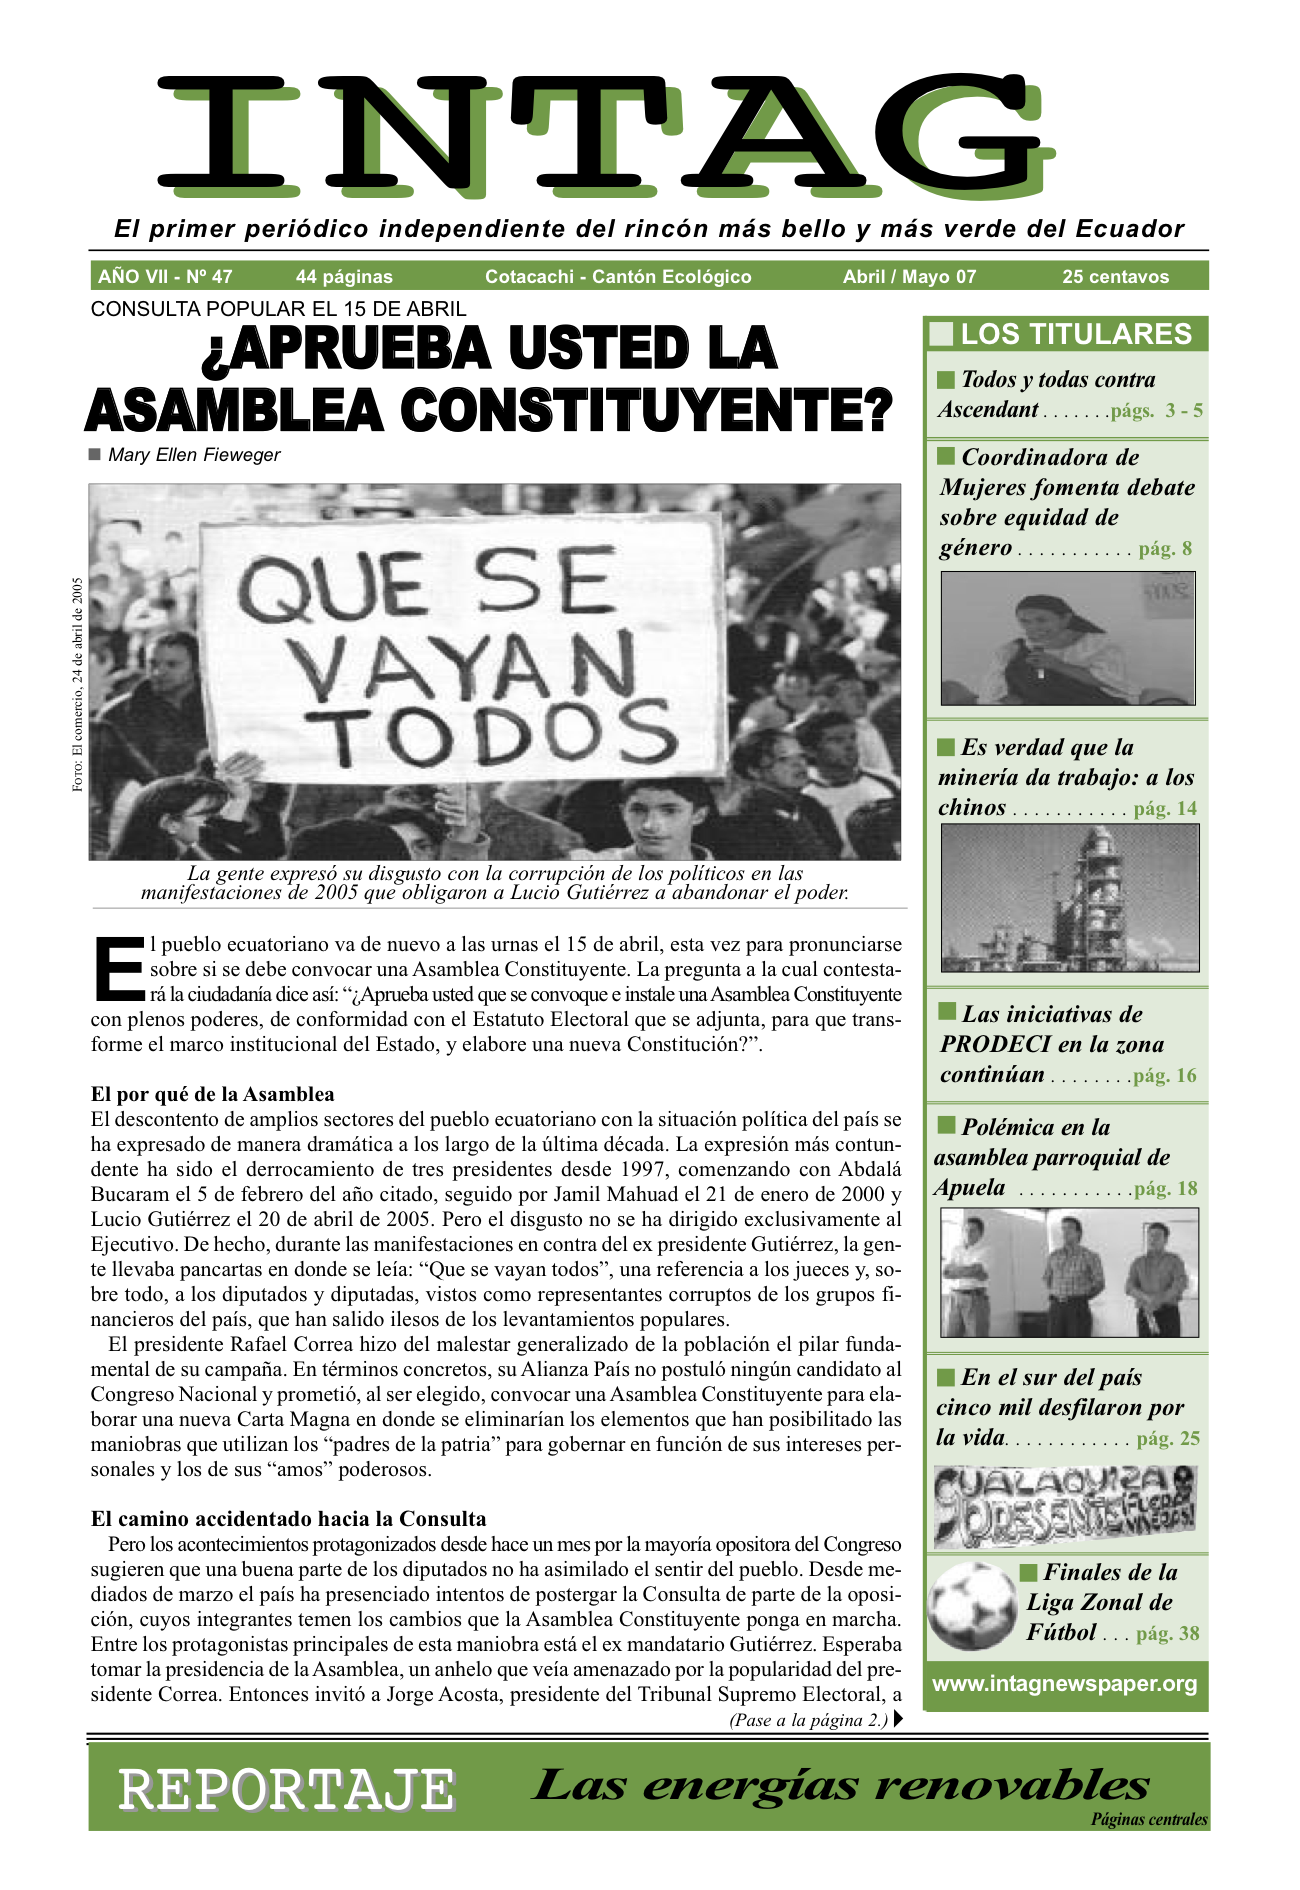 INTAG
El primer periódico independiente del rincón más bello y más verde del Ecuador
AÑO VII - Nº 47 44 páginas Cotacachi - Cantón Ecológico Abril / Mayo 07 25 centavos
CONSULTA POPULAR EL 15 DE ABRIL
¿APRUEBA USTED LA
ASAMBLEA CONSTITUYENTE?
Mary Ellen Fieweger
FOTO: El comercio, 24 de abril de 2005
QUE SE
VAYAN
TODOS
La gente expresó su disgusto con la corrupción de los políticos en las
manifestaciones de 2005 que obligaron a Lucio Gutiérrez a abandonar el poder.
El pueblo ecuatoriano va de nuevo a las urnas el 15 de abril, esta vez para pronunciarse
sobre si se debe convocar una Asamblea Constituyente. La pregunta a la cual contesta-
rá la ciudadanía dice así: “¿Aprueba usted que se convoque e instale una Asamblea Constituyente
con plenos poderes, de conformidad con el Estatuto Electoral que se adjunta, para que trans-
forme el marco institucional del Estado, y elabore una nueva Constitución?”.
El por qué de la Asamblea
El descontento de amplios sectores del pueblo ecuatoriano con la situación política del país se
ha expresado de manera dramática a los largo de la última década. La expresión más contun-
dente ha sido el derrocamiento de tres presidentes desde 1997, comenzando con Abdalá
Bucaram el 5 de febrero del año citado, seguido por Jamil Mahuad el 21 de enero de 2000 y
Lucio Gutiérrez el 20 de abril de 2005. Pero el disgusto no se ha dirigido exclusivamente al
Ejecutivo. De hecho, durante las manifestaciones en contra del ex presidente Gutiérrez, la gen-
te llevaba pancartas en donde se leía: “Que se vayan todos”, una referencia a los jueces y, so-
bre todo, a los diputados y diputadas, vistos como representantes corruptos de los grupos fi-
nancieros del país, que han salido ilesos de los levantamientos populares.
El presidente Rafael Correa hizo del malestar generalizado de la población el pilar funda-
mental de su campaña. En términos concretos, su Alianza País no postuló ningún candidato al
Congreso Nacional y prometió, al ser elegido, convocar una Asamblea Constituyente para ela-
borar una nueva Carta Magna en donde se eliminarían los elementos que han posibilitado las
maniobras que utilizan los “padres de la patria” para gobernar en función de sus intereses per-
sonales y los de sus “amos” poderosos.
El camino accidentado hacia la Consulta
Pero los acontecimientos protagonizados desde hace un mes por la mayoría opositora del Congreso
sugieren que una buena parte de los diputados no ha asimilado el sentir del pueblo. Desde me-
diados de marzo el país ha presenciado intentos de postergar la Consulta de parte de la oposi-
ción, cuyos integrantes temen los cambios que la Asamblea Constituyente ponga en marcha.
Entre los protagonistas principales de esta maniobra está el ex mandatario Gutiérrez. Esperaba
tomar la presidencia de la Asamblea, un anhelo que veía amenazado por la popularidad del pre-
sidente Correa. Entonces invitó a Jorge Acosta, presidente del Tribunal Supremo Electoral, a
(Pase a la página 2.)
LOS TITULARES
Todos y todas contra
Ascendant . . . . . . .págs. 3 - 5
Coordinadora de
Mujeres fomenta debate
sobre equidad de
género . . . . . . . . . . . pág. 8
Es verdad que la
minería da trabajo: a los
chinos . . . . . . . . . . . pág. 14
Las iniciativas de
PRODECI en la zona
continúan . . . . . . . .pág. 16
Polémica en la
asamblea parroquial de
Apuela . . . . . . . . . . .pág. 18
En el sur del país
cinco mil desfilaron por
la vida. . . . . . . . . . . . pág. 25
GUALAQUIZA
PRESENTE
FUERA
MINERAS!
Finales de la
Liga Zonal de
Fútbol . . . pág. 38
www.intagnewspaper.org
REPORTAJE Las energías renovables
Páginas centrales